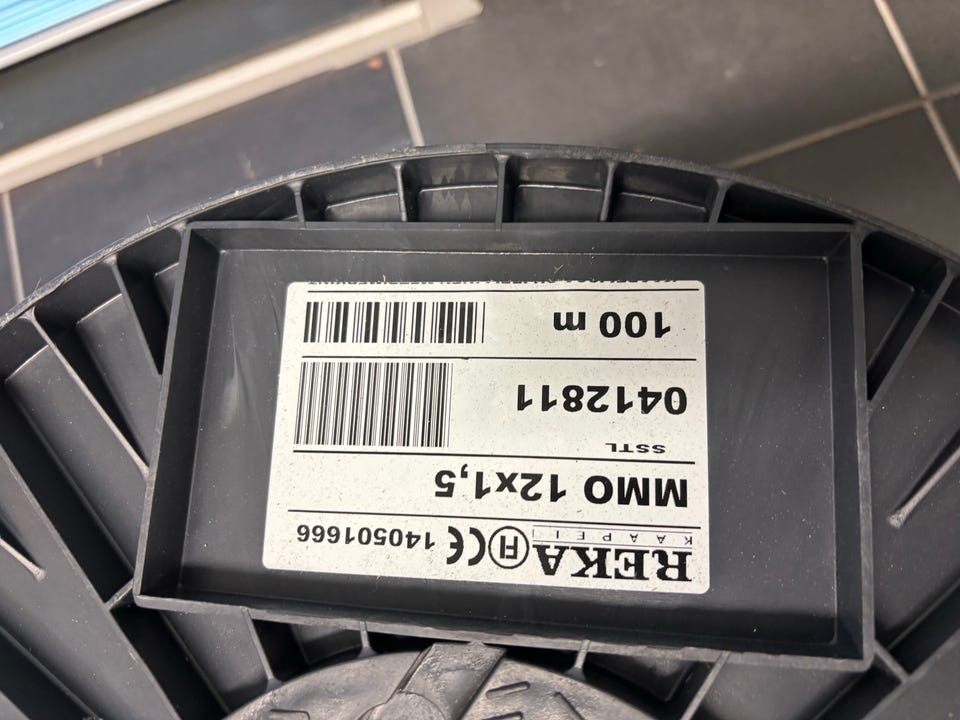 REKA FI CE 140501666
KAAPELI
MMO 12x1,5
SSTL
0412811
100 m